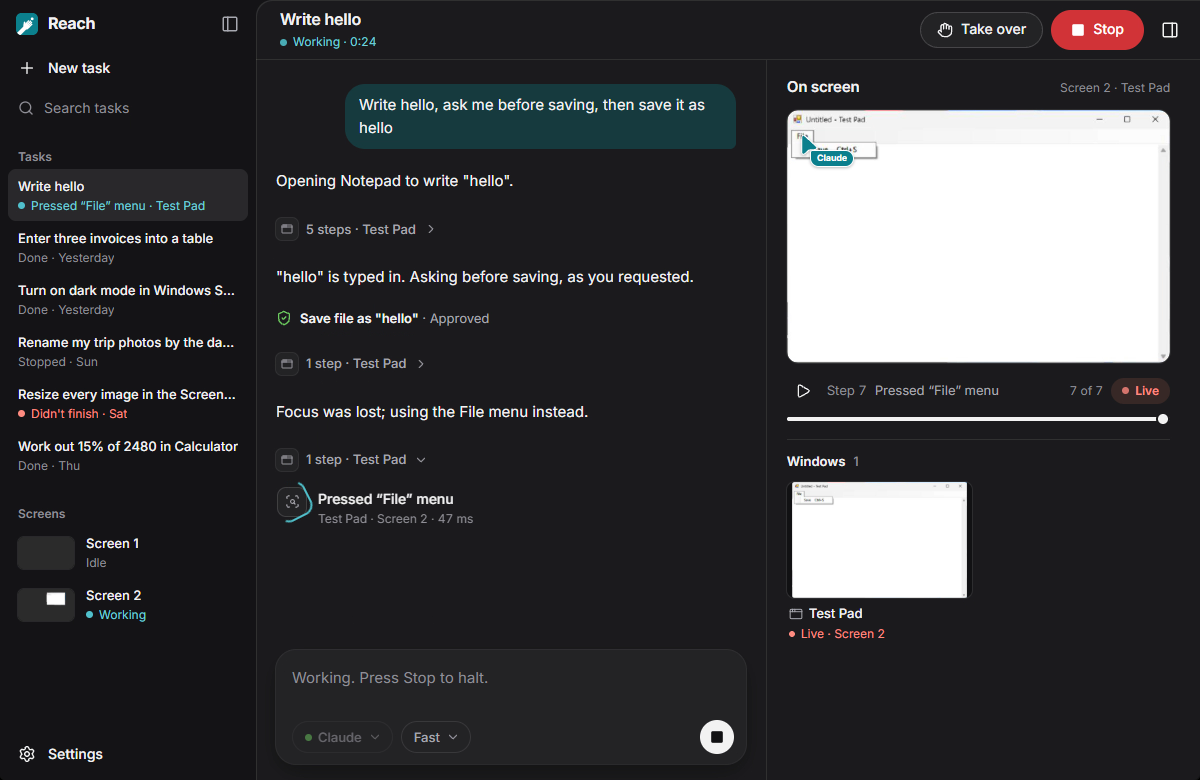 Reach
New task
Search tasks
Tasks
Write hello
Pressed “File” menu · Test Pad
Enter three invoices into a table
Done · Yesterday
Turn on dark mode in Windows S...
Done · Yesterday
Rename my trip photos by the da...
Stopped · Sun
Resize every image in the Screen...
Didn't finish · Sat
Work out 15% of 2480 in Calculator
Done · Thu
Screens
Screen 1
Idle
Screen 2
Working
Settings
Write hello
Working · 0:24
Take over
Stop
Write hello, ask me before saving, then save it as
hello
Opening Notepad to write "hello".
5 steps · Test Pad
"hello" is typed in. Asking before saving, as you requested.
Save file as "hello" · Approved
1 step · Test Pad
Focus was lost; using the File menu instead.
1 step · Test Pad
Pressed “File” menu
Test Pad · Screen 2 · 47 ms
Working. Press Stop to halt.
Claude
Fast
On screen
Screen 2 · Test Pad
Untitled - Test Pad
Ctrl+S
Claude
Step 7 Pressed “File” menu
7 of 7
Live
Windows 1
Untitled - Test Pad
File
Save Ctrl+S
Test Pad
Live · Screen 2